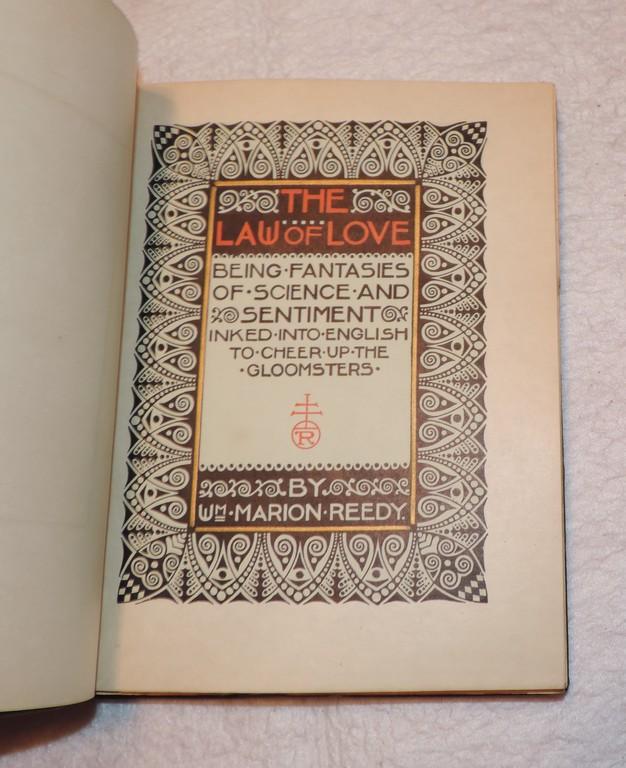 THE
LAW OF LOVE
BEING·FANTASIES
OF·SCIENCE·AND
SENTIMENT
INKED·INTO·ENGLISH
TO·CHEER·UP·THE
·GLOOMSTERS·
R
BY
WM·MARION·REEDY.